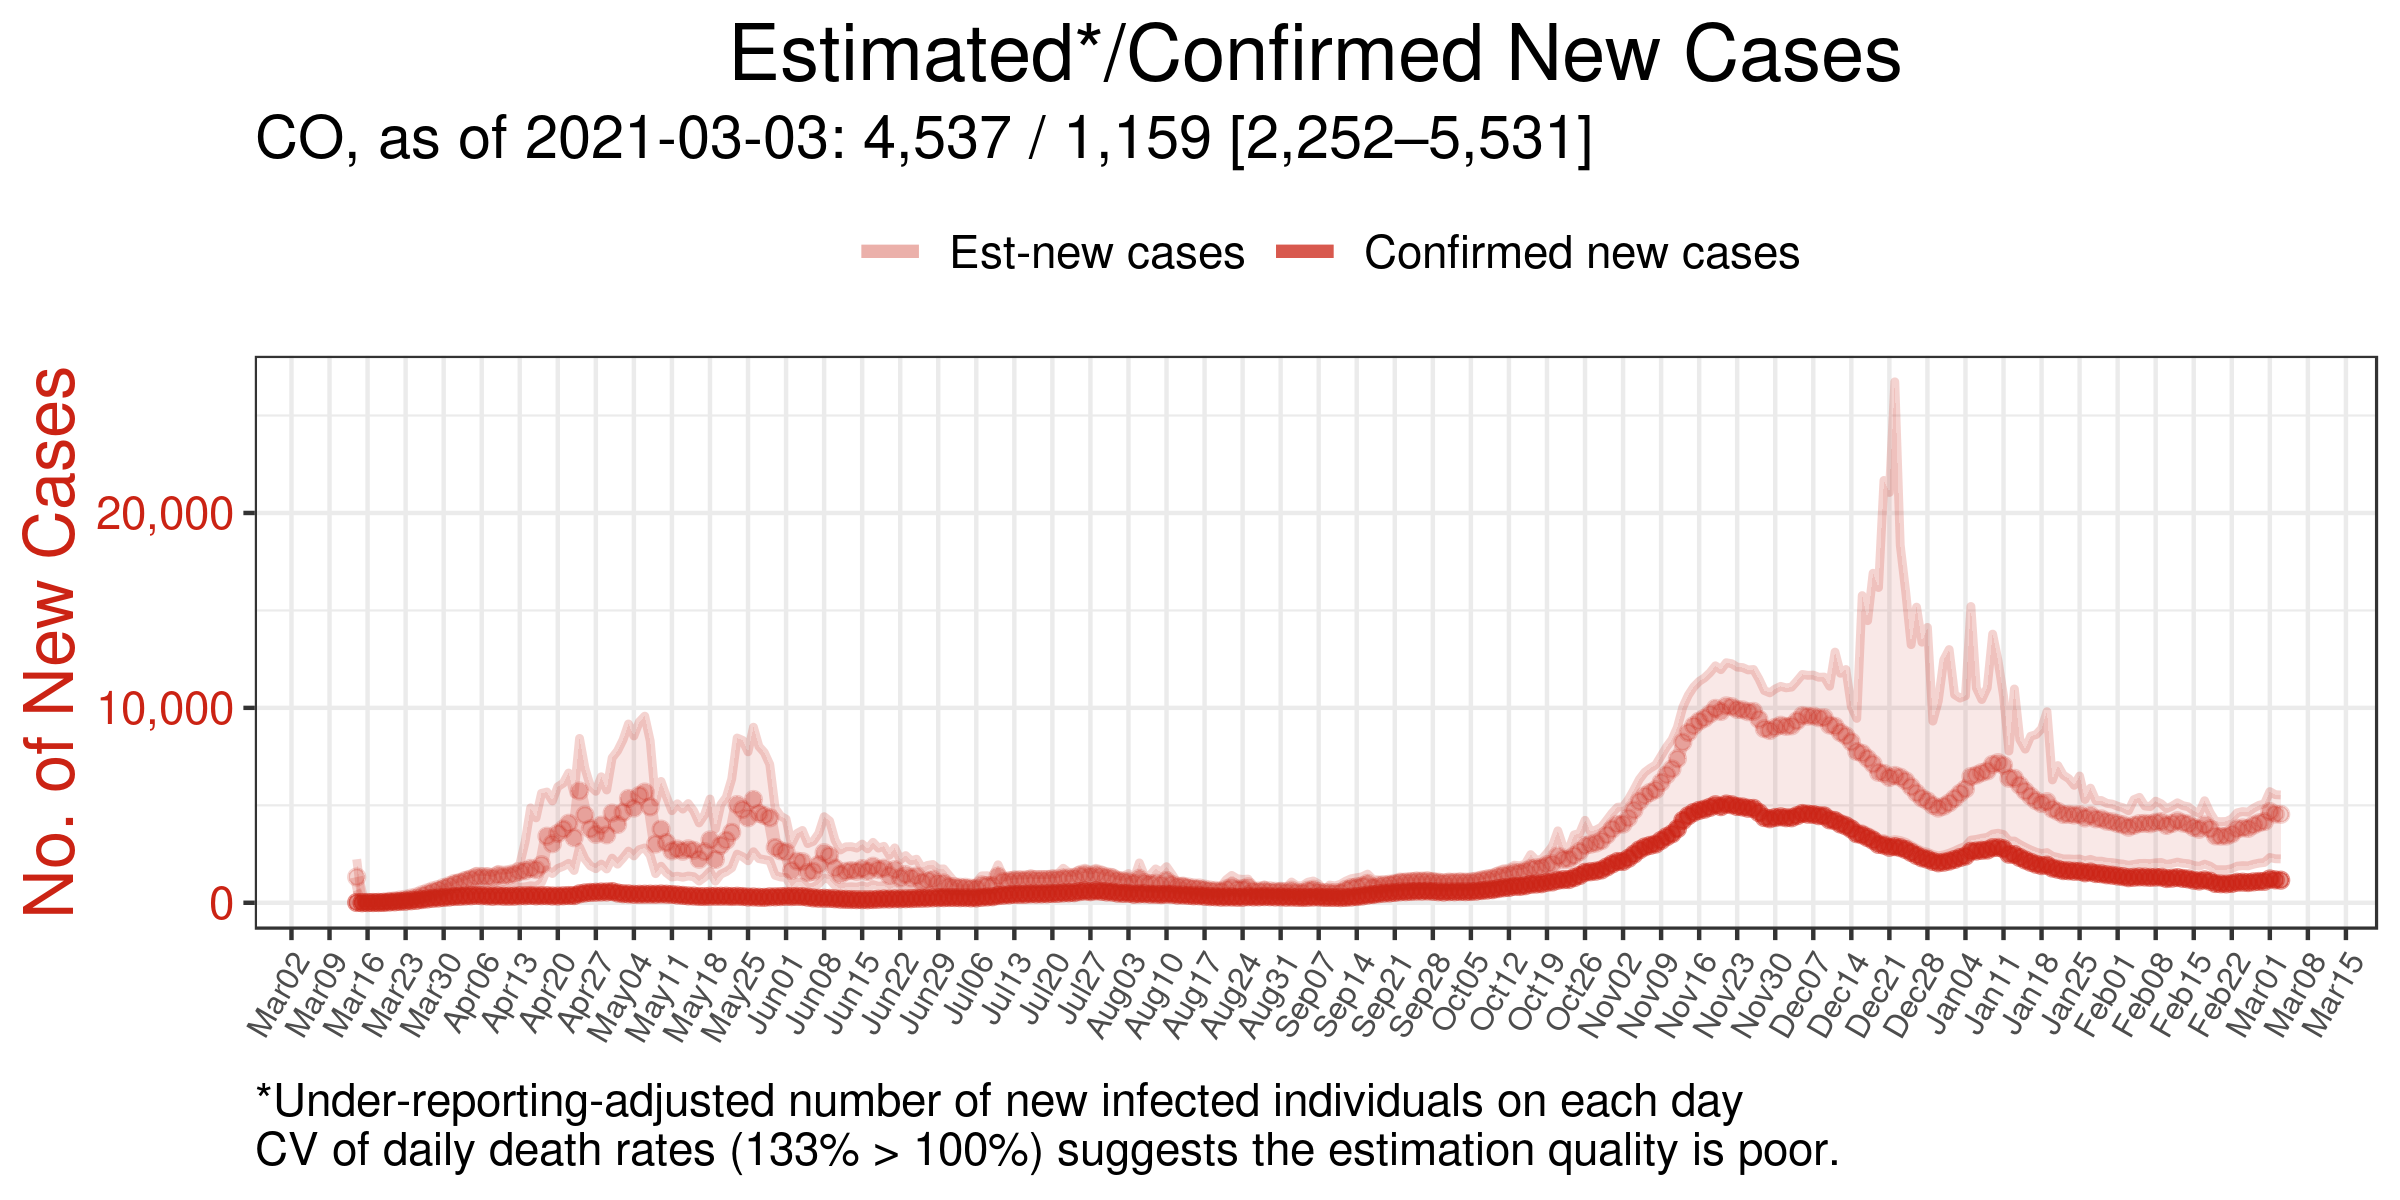 Estimated*/Confirmed New Cases
CO, as of 2021-03-03: 4,537 / 1,159 [2,252–5,531]
Est-new cases Confirmed new cases
No. of New Cases
20,000
10,000
0
Mar02 Mar09 Mar16 Mar23 Mar30 Apr06 Apr13 Apr20 Apr27 May04 May11 May18 May25 Jun01 Jun08 Jun15 Jun22 Jun29 Jul06 Jul13 Jul20 Jul27 Aug03 Aug10 Aug17 Aug24 Aug31 Sep07 Sep14 Sep21 Sep28 Oct05 Oct12 Oct19 Oct26 Nov02 Nov09 Nov16 Nov23 Nov30 Dec07 Dec14 Dec21 Dec28 Jan04 Jan11 Jan18 Jan25 Feb01 Feb08 Feb15 Feb22 Mar01 Mar08 Mar15
*Under-reporting-adjusted number of new infected individuals on each day
CV of daily death rates (133% > 100%) suggests the estimation quality is poor.